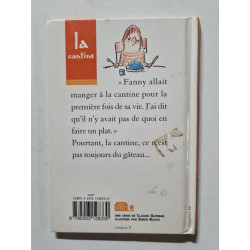 la
cantine
« Fanny allait
manger à la cantine pour la
première fois de sa vie. J'ai dit
qu'il n'y avait pas de quoi en
faire un plat. »
Pourtant, la cantine, ce n'est
pas toujours du gâteau...
UNE SÉRIE DE CLAUDE GUTMAN
ILLUSTRÉE PAR SERGE BLOCH